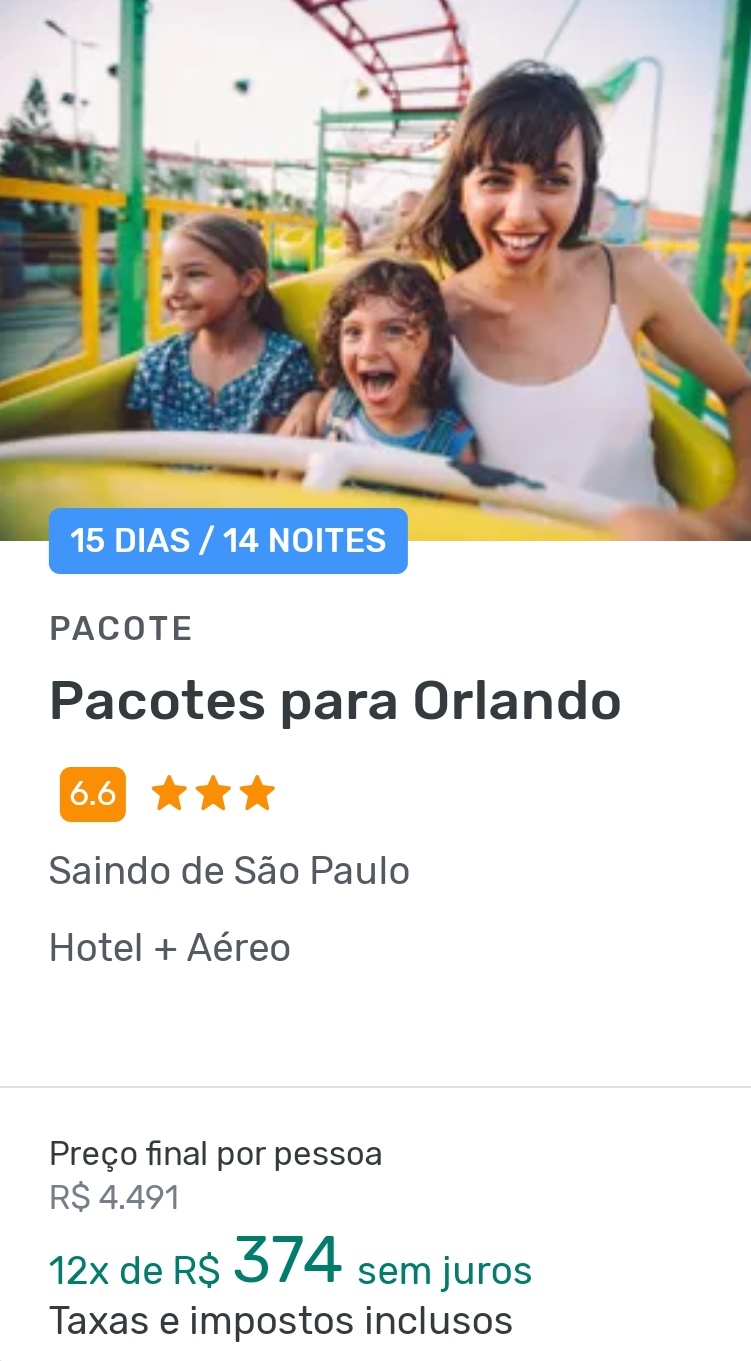 15 DIAS / 14 NOITES
PACOTE
Pacotes para Orlando
6.6
Saindo de São Paulo
Hotel + Aéreo
Preço final por pessoa
R$ 4.491
12x de R$ 374 sem juros
Taxas e impostos inclusos